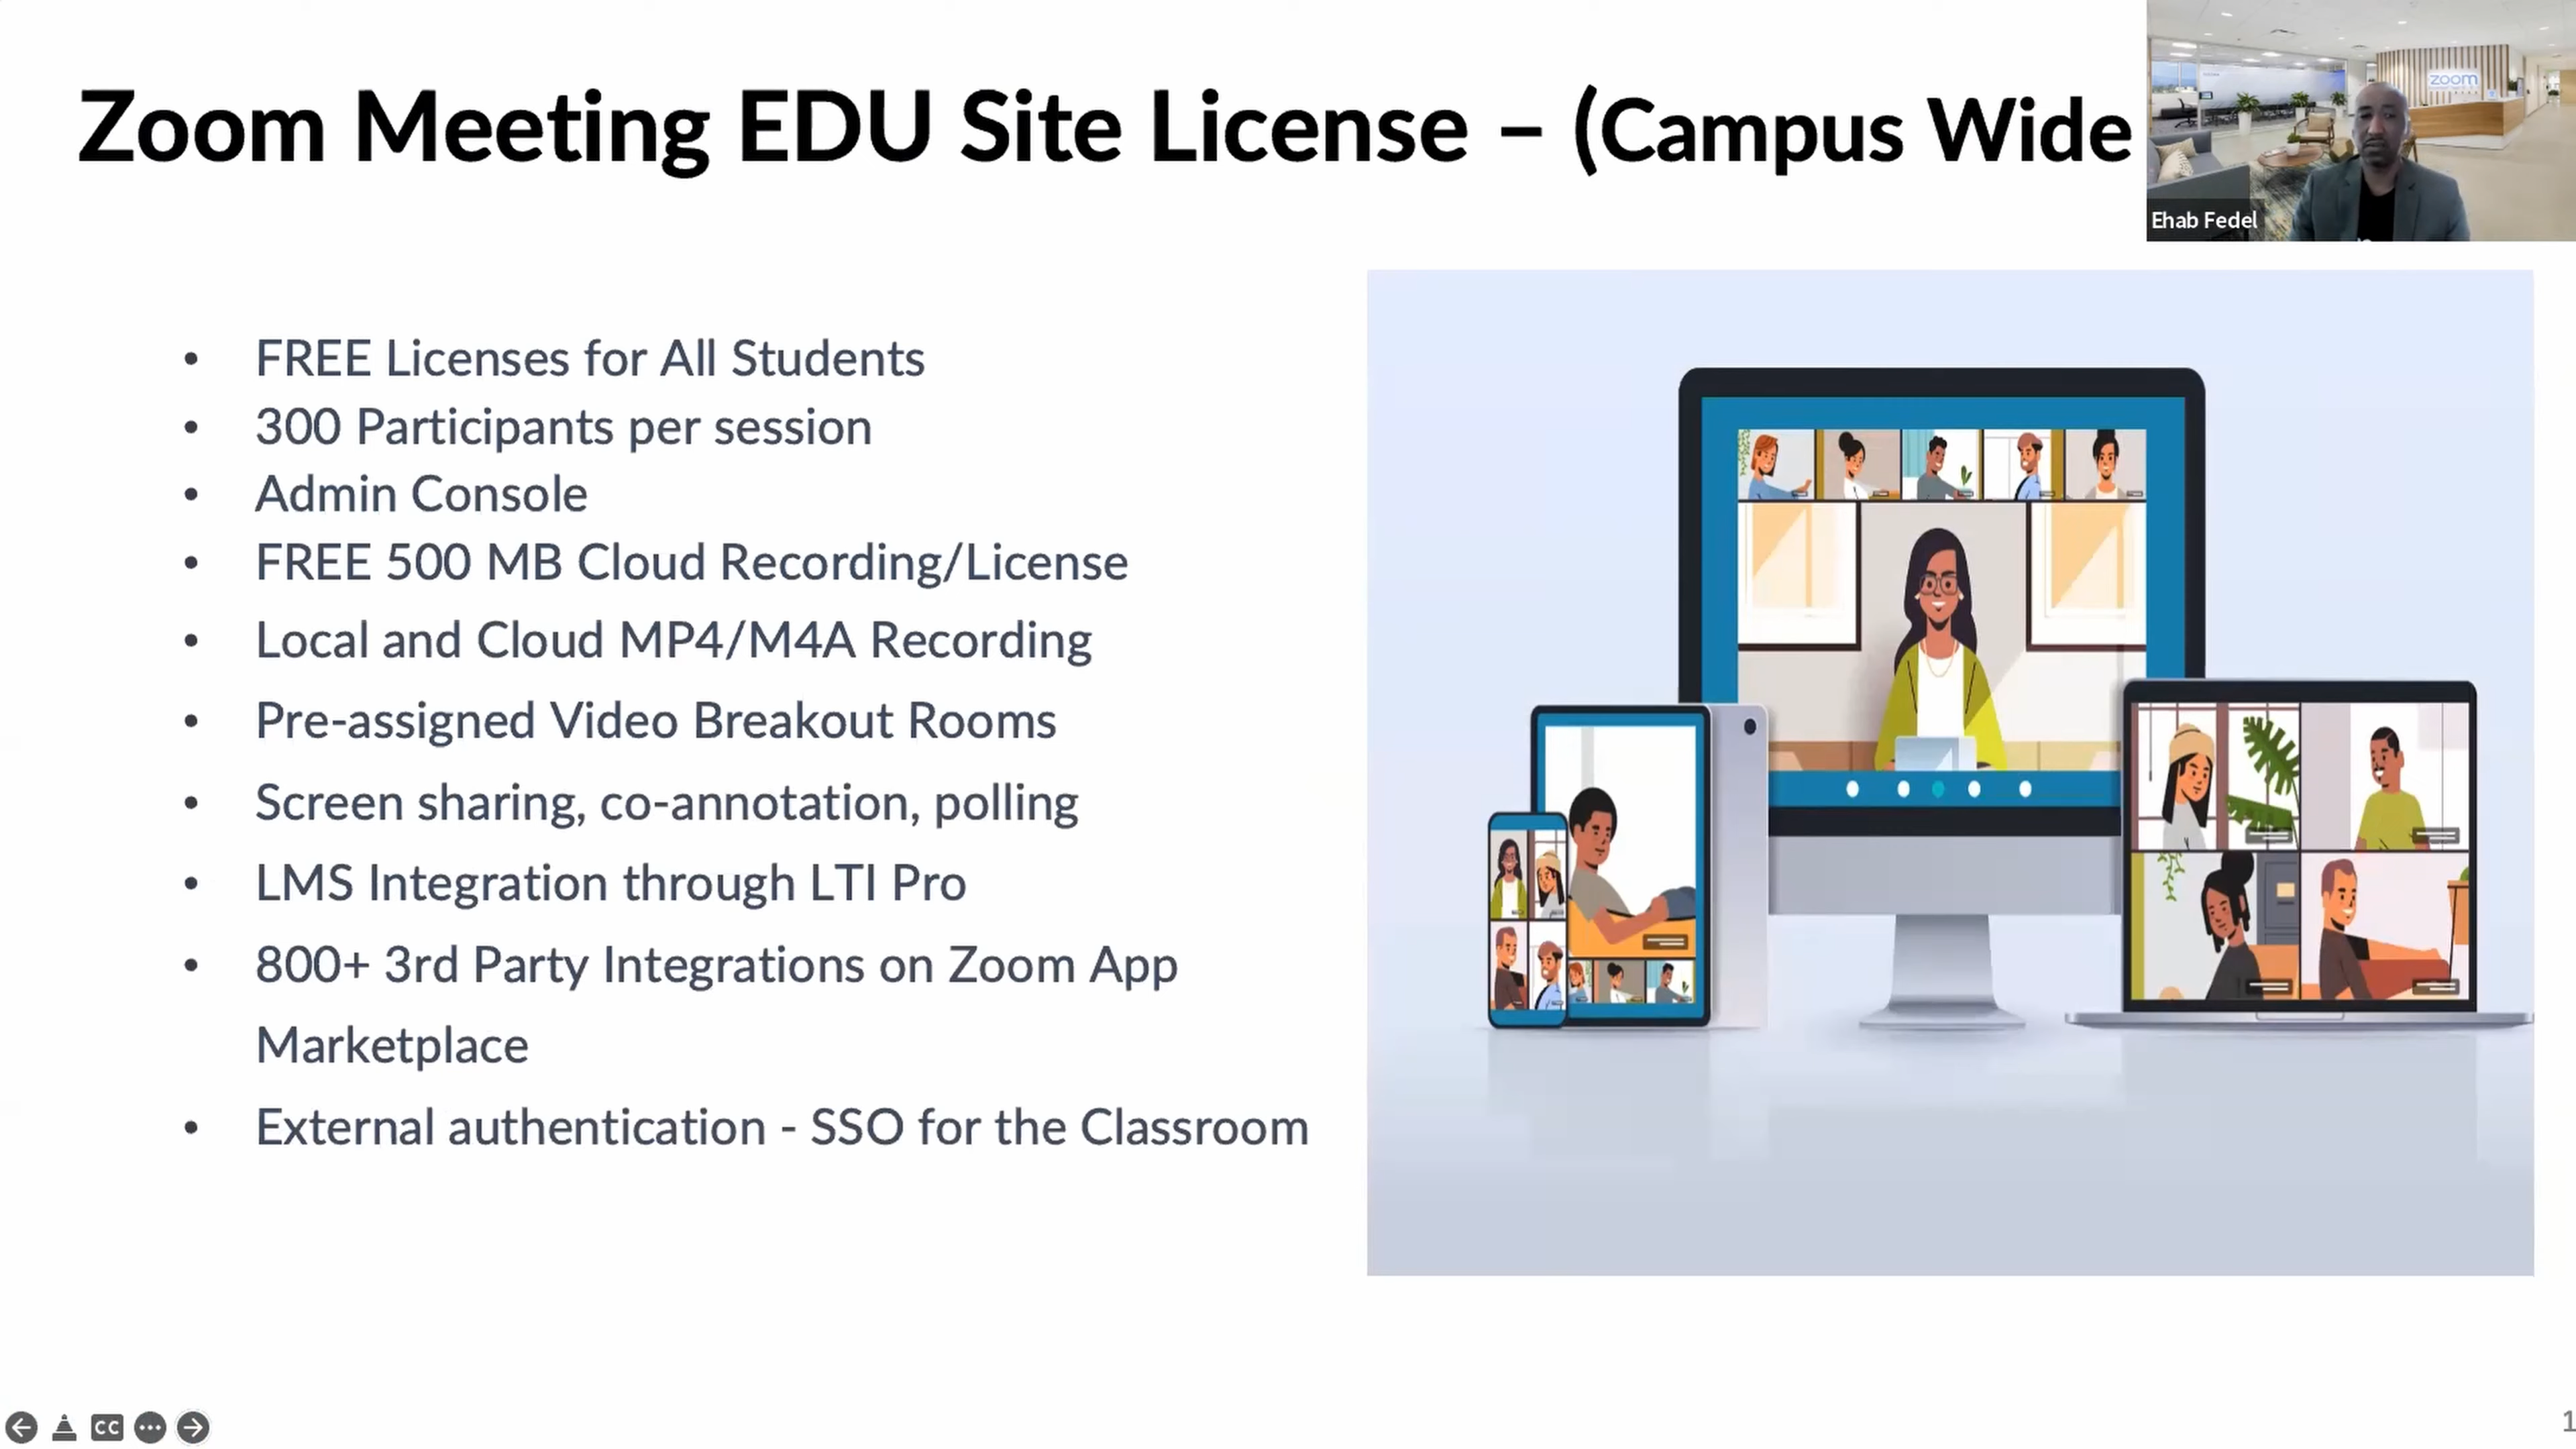 Zoom Meeting EDU Site License – (Campus Wide
zoom
Ehab Fedel
• FREE Licenses for All Students
• 300 Participants per session
• Admin Console
• FREE 500 MB Cloud Recording/License
• Local and Cloud MP4/M4A Recording
• Pre-assigned Video Breakout Rooms
• Screen sharing, co-annotation, polling
• LMS Integration through LTI Pro
• 800+ 3rd Party Integrations on Zoom App
Marketplace
• External authentication - SSO for the Classroom
CC
1